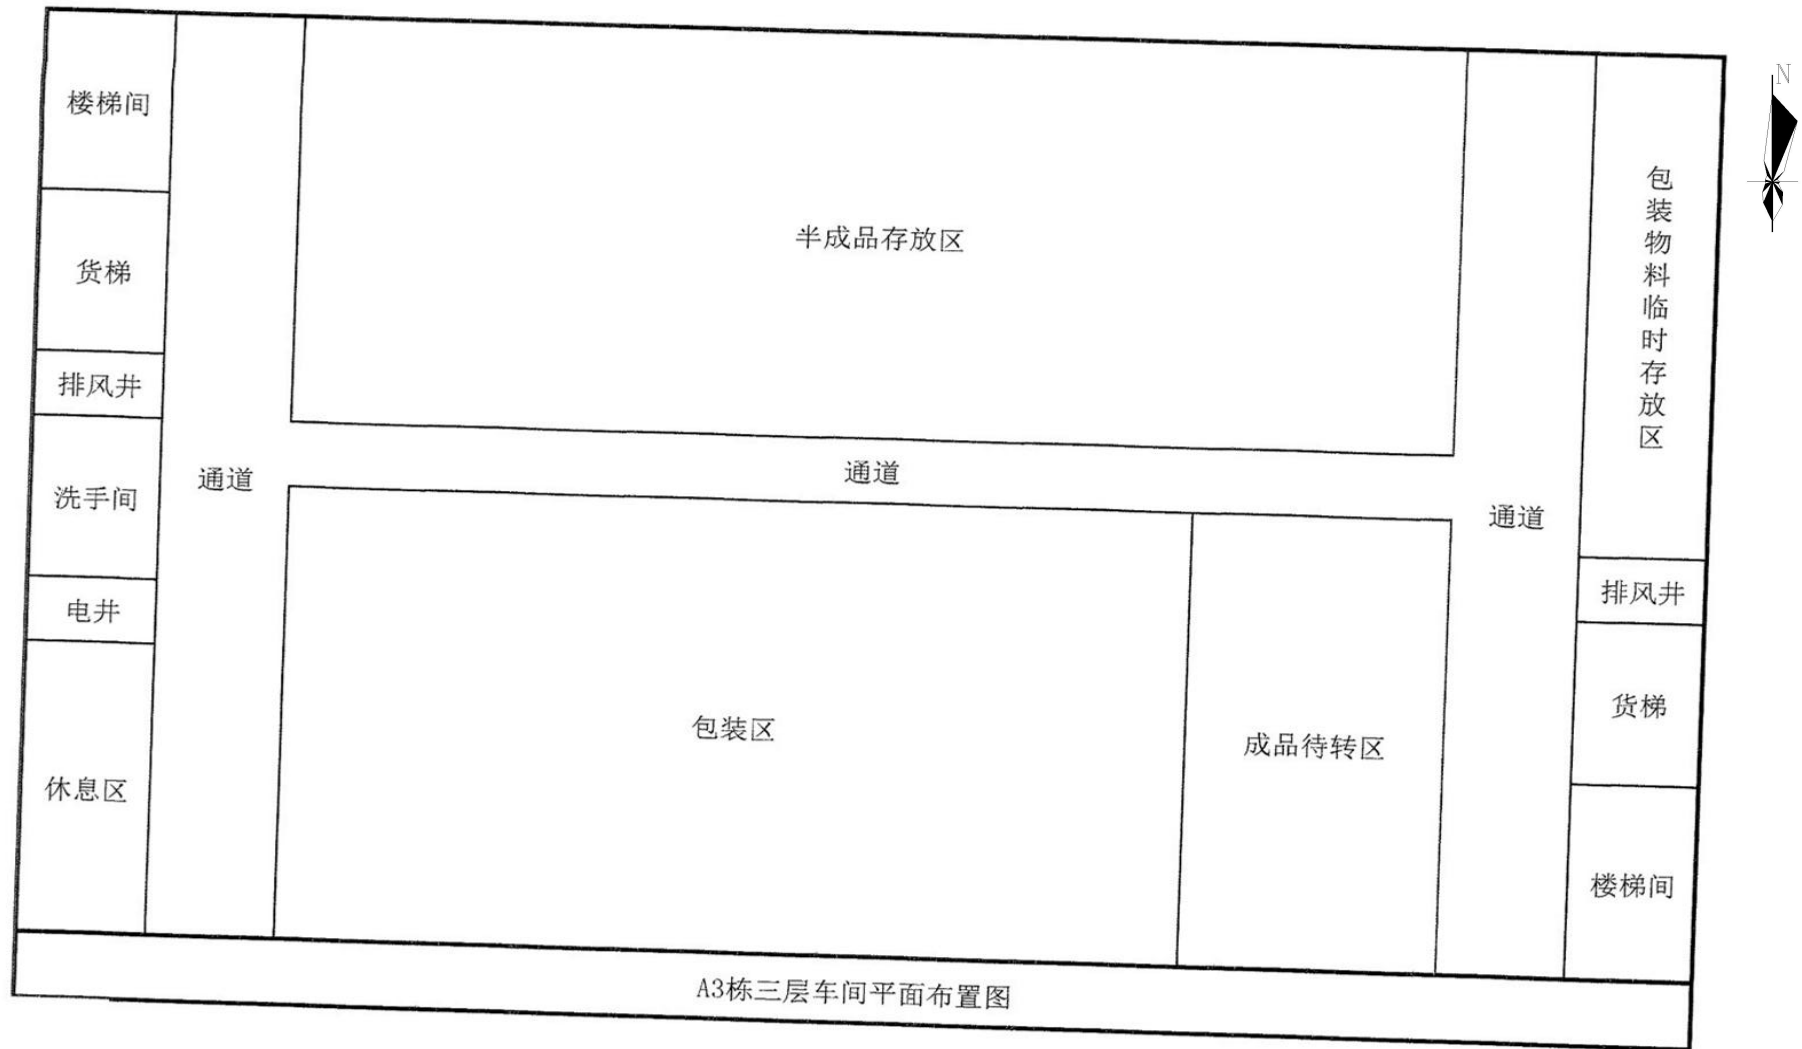 N
楼梯间
货梯
排风井
洗手间
电井
休息区
通道
半成品存放区
通道
包装区
成品待转区
通道
包装物料临时存放区
排风井
货梯
楼梯间
A3栋三层车间平面布置图